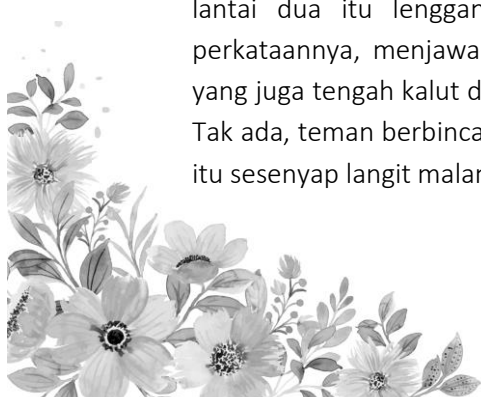 lantai dua itu lenggan
perkataannya, menjawa
yang juga tengah kalut d
Tak ada, teman berbinca
itu sesenyap langit malan